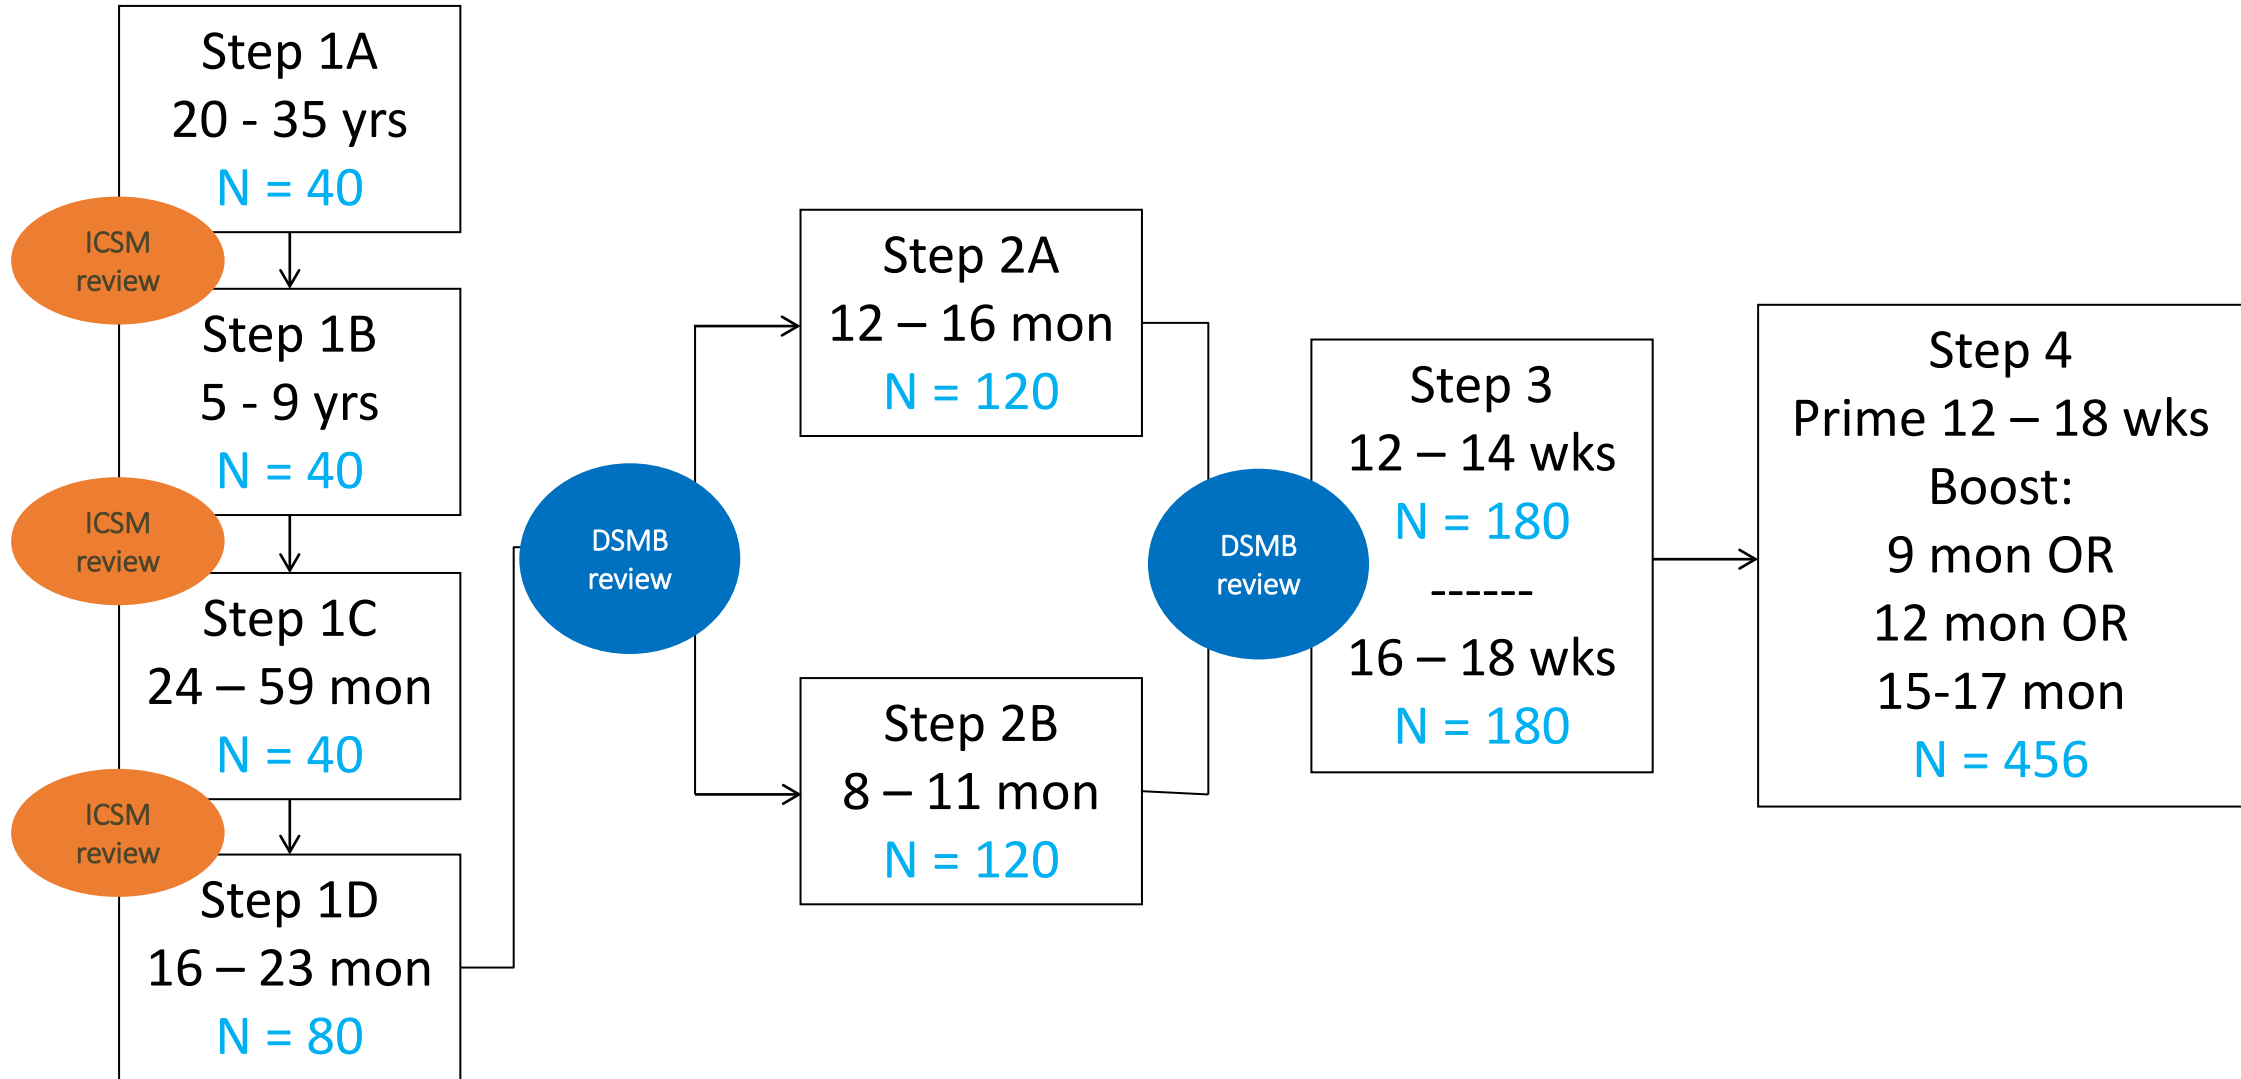 Step 1A
20 - 35 yrs
N = 40
ICSM
review
Step 1B
5 - 9 yrs
N = 40
ICSM
review
Step 1C
24 – 59 mon
N = 40
ICSM
review
Step 1D
16 – 23 mon
N = 80
DSMB
review
Step 2A
12 – 16 mon
N = 120
Step 2B
8 – 11 mon
N = 120
DSMB
review
Step 3
12 – 14 wks
N = 180
------
16 – 18 wks
N = 180
Step 4
Prime 12 – 18 wks
Boost:
9 mon OR
12 mon OR
15-17 mon
N = 456